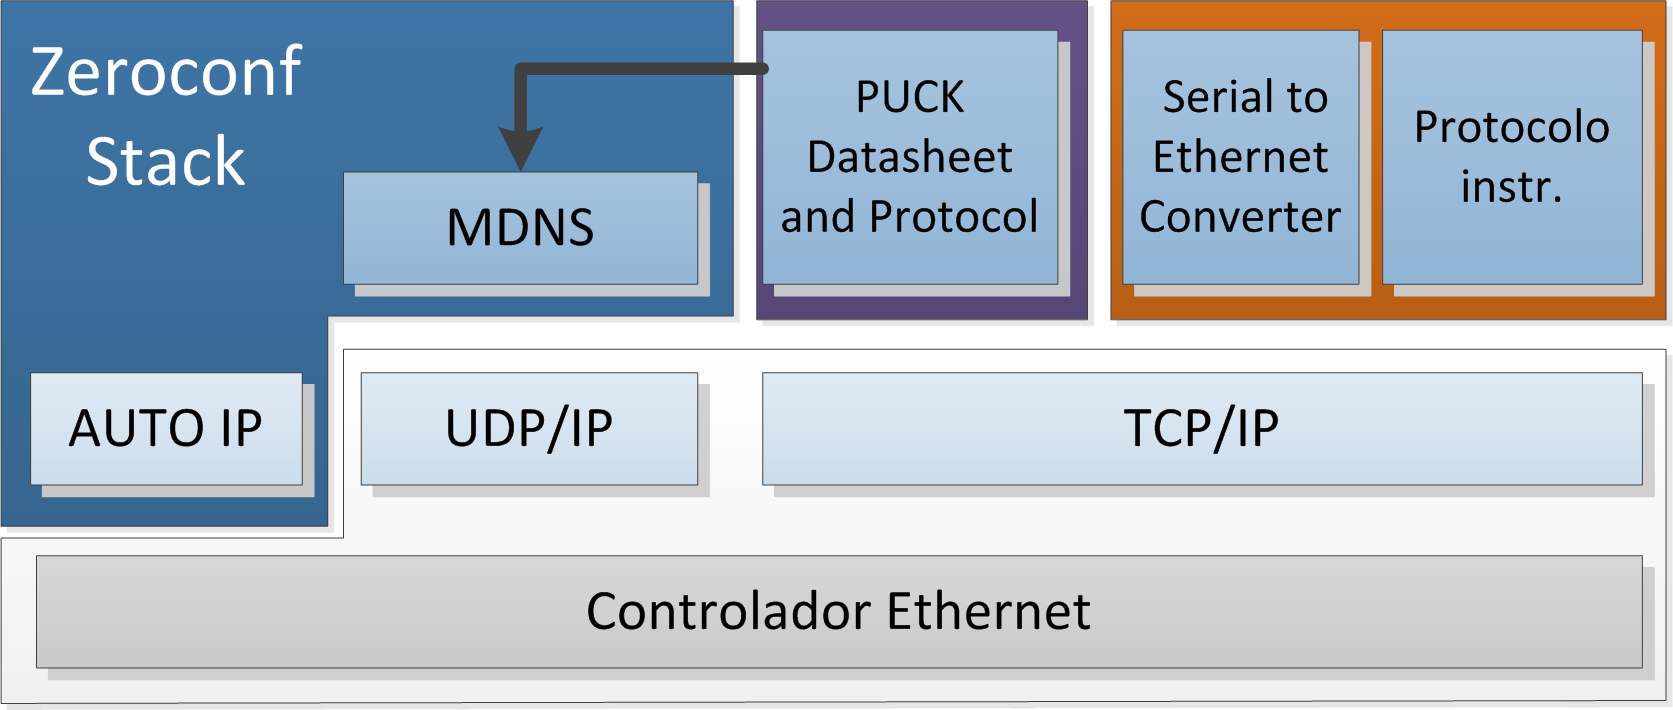 Zeroconf
Stack
MDNS
PUCK
Datasheet
and Protocol
Serial to
Ethernet
Converter
Protocolo
instr.
AUTO IP
UDP/IP
TCP/IP
Controlador Ethernet